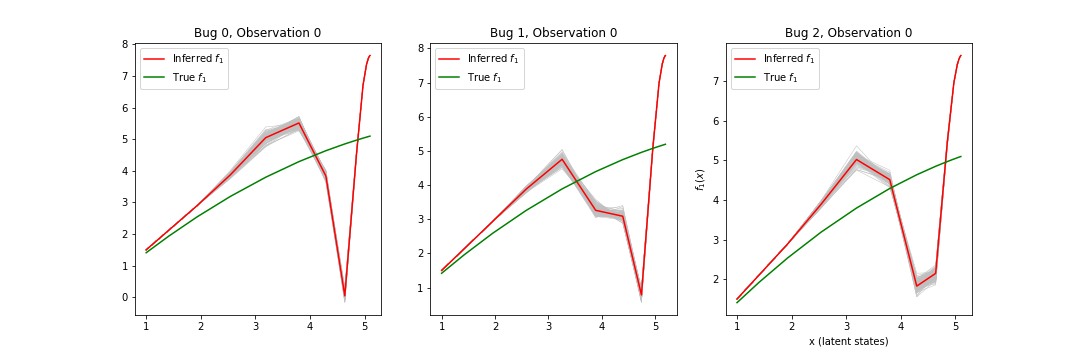 Bug 0, Observation 0
8
7
6
5
4
3
2
1
0
1 2 3 4 5
Inferred f₁
True f₁
Bug 1, Observation 0
8
7
6
5
4
3
2
1
1 2 3 4 5
Inferred f₁
True f₁
Bug 2, Observation 0
f₁(x)
7
6
5
4
3
2
1 2 3 4 5
x (latent states)
Inferred f₁
True f₁